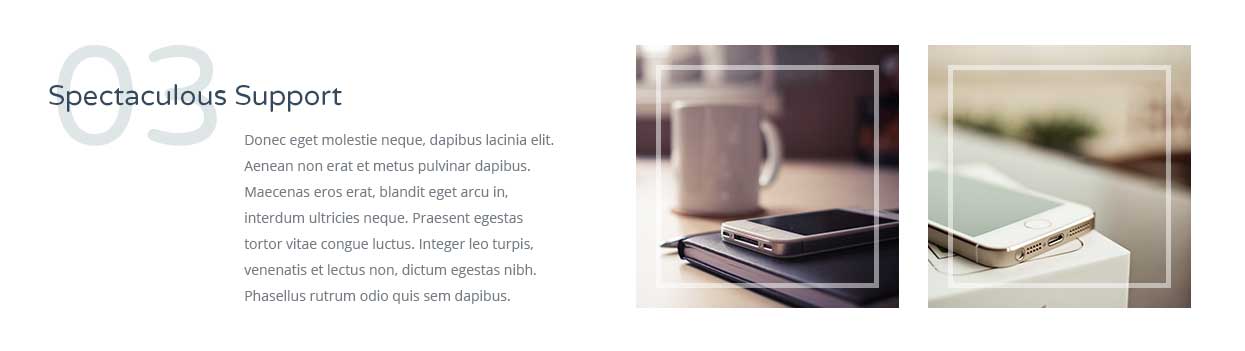 03
Spectaculous Support
Donec eget molestie neque, dapibus lacinia elit.
Aenean non erat et metus pulvinar dapibus.
Maecenas eros erat, blandit eget arcu in,
interdum ultricies neque. Praesent egestas
tortor vitae congue luctus. Integer leo turpis,
venenatis et lectus non, dictum egestas nibh.
Phasellus rutrum odio quis sem dapibus.